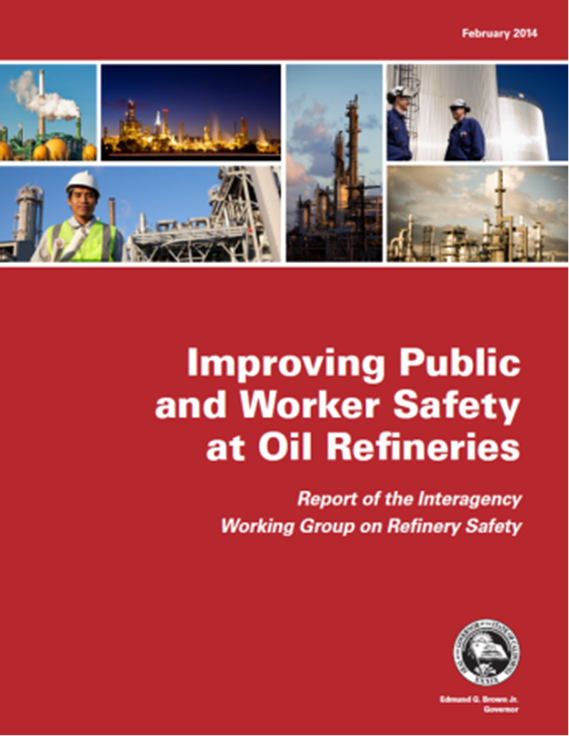 February 2014
Improving Public
and Worker Safety
at Oil Refineries
Report of the Interagency
Working Group on Refinery Safety
Edmund G. Brown Jr.
Governor